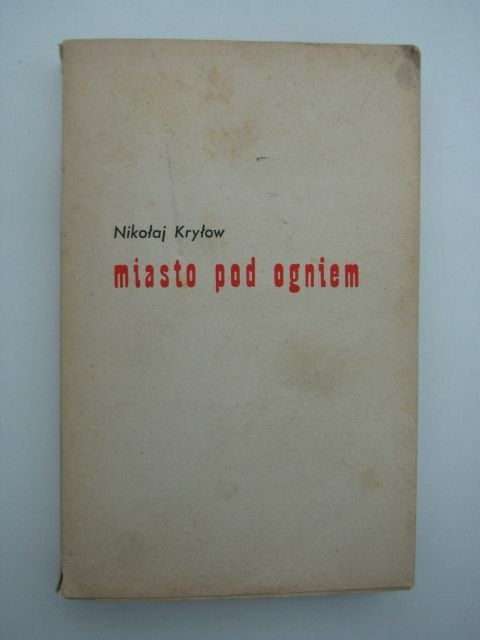 Nikołaj Kryłow
miasto pod ogniem